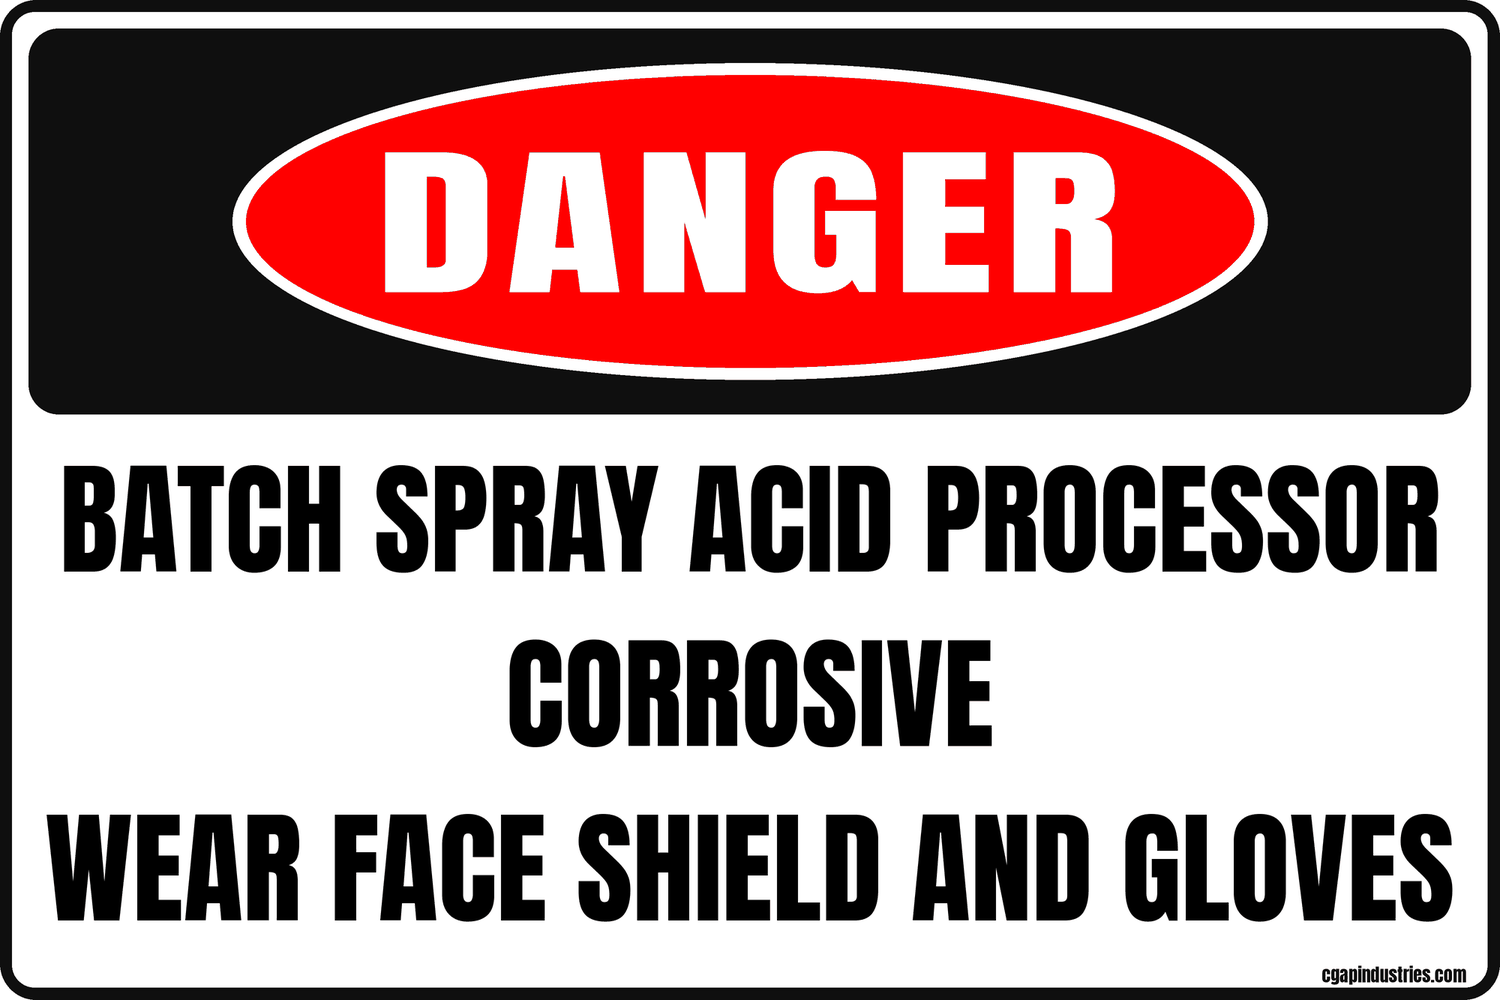 DANGER
BATCH SPRAY ACID PROCESSOR
CORROSIVE
WEAR FACE SHIELD AND GLOVES
cgapindustries.com